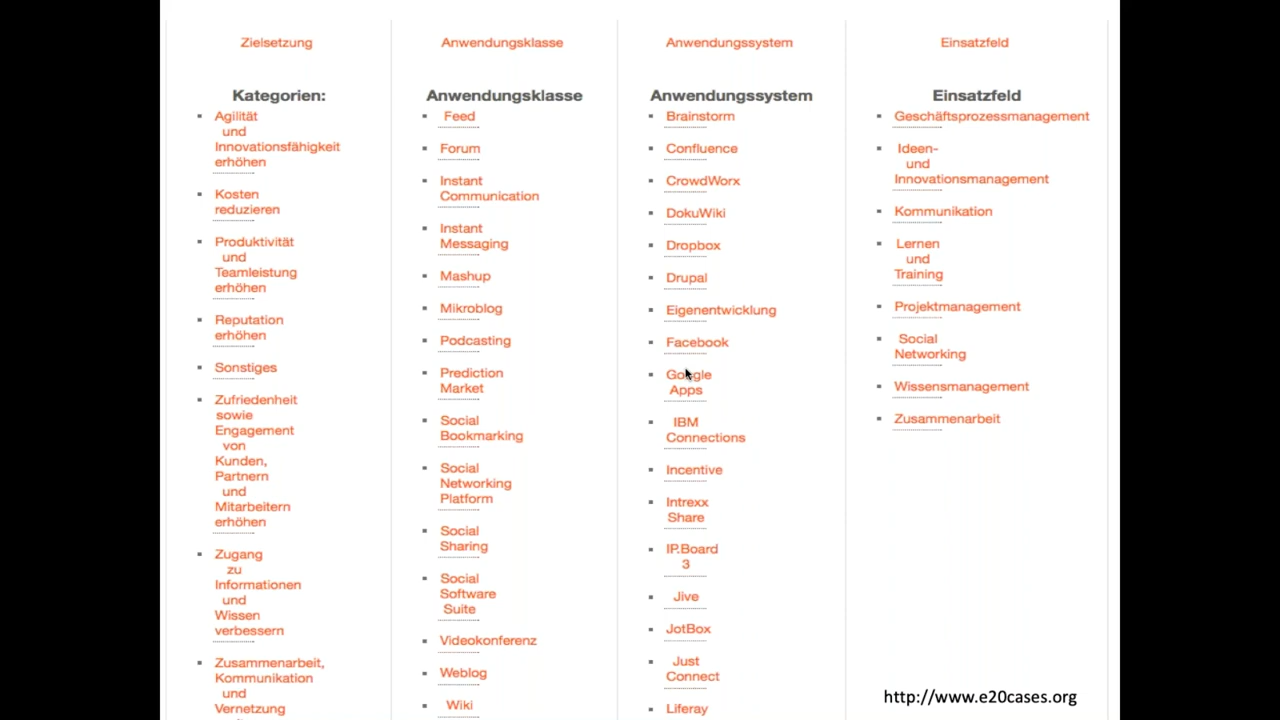 Zielsetzung
Kategorien:
Agilität
und
Innovationsfähigkeit
erhöhen
Kosten
reduzieren
Produktivität
und
Teamleistung
erhöhen
Reputation
erhöhen
Sonstiges
Zufriedenheit
sowie
Engagement
von
Kunden,
Partnern
und
Mitarbeitern
erhöhen
Zugang
zu
Informationen
und
Wissen
verbessern
Zusammenarbeit,
Kommunikation
und
Vernetzung
Anwendungsklasse
Anwendungsklasse
Feed
Forum
Instant
Communication
Instant
Messaging
Mashup
Mikroblog
Podcasting
Prediction
Market
Social
Bookmarking
Social
Networking
Platform
Social
Sharing
Social
Software
Suite
Videokonferenz
Weblog
Wiki
Anwendungssystem
Anwendungssystem
Brainstorm
Confluence
CrowdWorx
DokuWiki
Dropbox
Drupal
Eigenentwicklung
Facebook
Google
Apps
IBM
Connections
Incentive
Intrexx
Share
IP.Board
3
Jive
JotBox
Just
Connect
Liferay
Einsatzfeld
Einsatzfeld
Geschäftsprozessmanagement
Ideen-
und
Innovationsmanagement
Kommunikation
Lernen
und
Training
Projektmanagement
Social
Networking
Wissensmanagement
Zusammenarbeit
http://www.e20cases.org